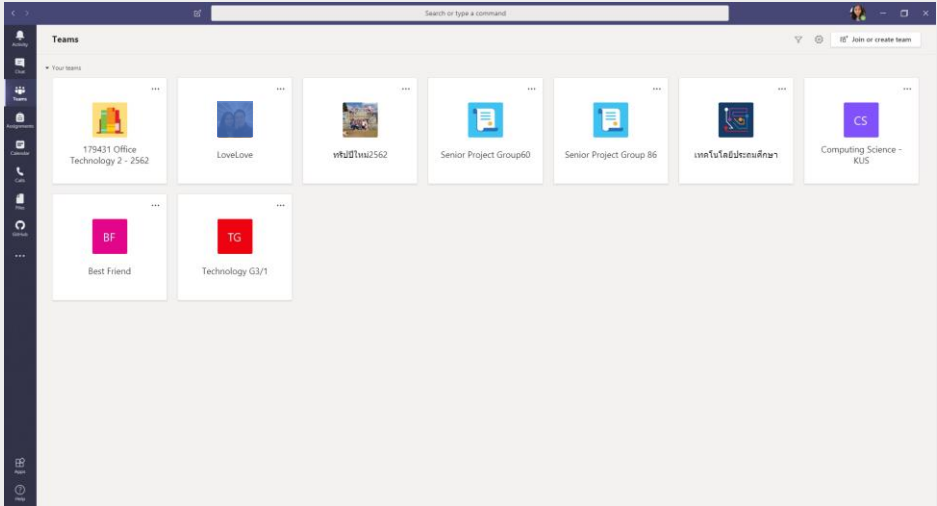 Search or type a command
Activity
Chat
Teams
Assignments
Calendar
Calls
Files
GitHub
Apps
Help
Teams
Join or create team
Your teams
179431 Office
Technology 2 - 2562
LoveLove
ทริปปีใหม่2562
Senior Project Group60
Senior Project Group 86
เทคโนโลยีประถมศึกษา
CS
Computing Science -
KUS
BF
Best Friend
TG
Technology G3/1